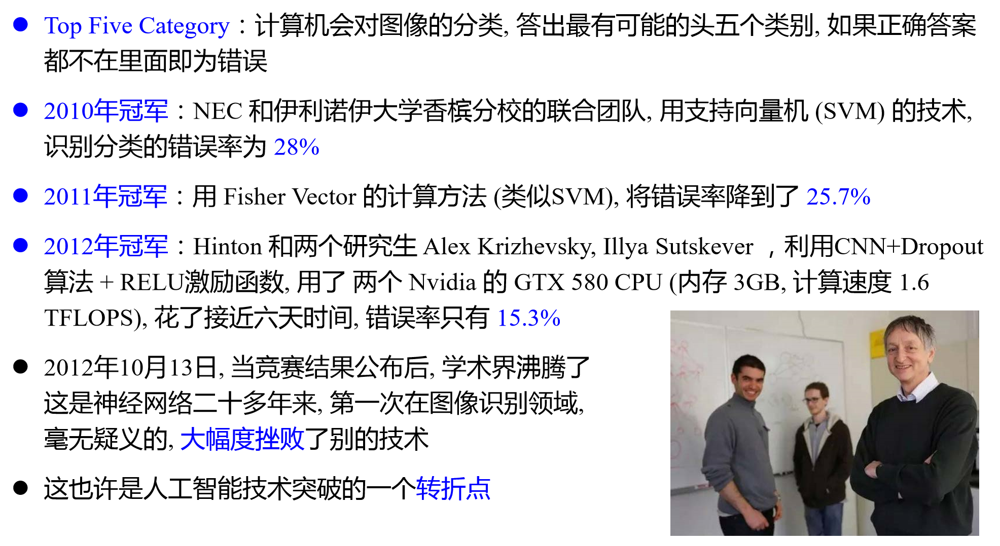 ● Top Five Category：计算机会对图像的分类, 答出最有可能的头五个类别, 如果正确答案
都不在里面即为错误
● 2010年冠军：NEC 和伊利诺伊大学香槟分校的联合团队, 用支持向量机 (SVM) 的技术,
识别分类的错误率为 28%
● 2011年冠军：用 Fisher Vector 的计算方法 (类似SVM), 将错误率降到了 25.7%
● 2012年冠军：Hinton 和两个研究生 Alex Krizhevsky, Illya Sutskever ，利用CNN+Dropout
算法 + RELU激励函数, 用了 两个 Nvidia 的 GTX 580 CPU (内存 3GB, 计算速度 1.6
TFLOPS), 花了接近六天时间, 错误率只有 15.3%
● 2012年10月13日, 当竞赛结果公布后, 学术界沸腾了
这是神经网络二十多年来, 第一次在图像识别领域,
毫无疑义的, 大幅度挫败了别的技术
● 这也许是人工智能技术突破的一个转折点